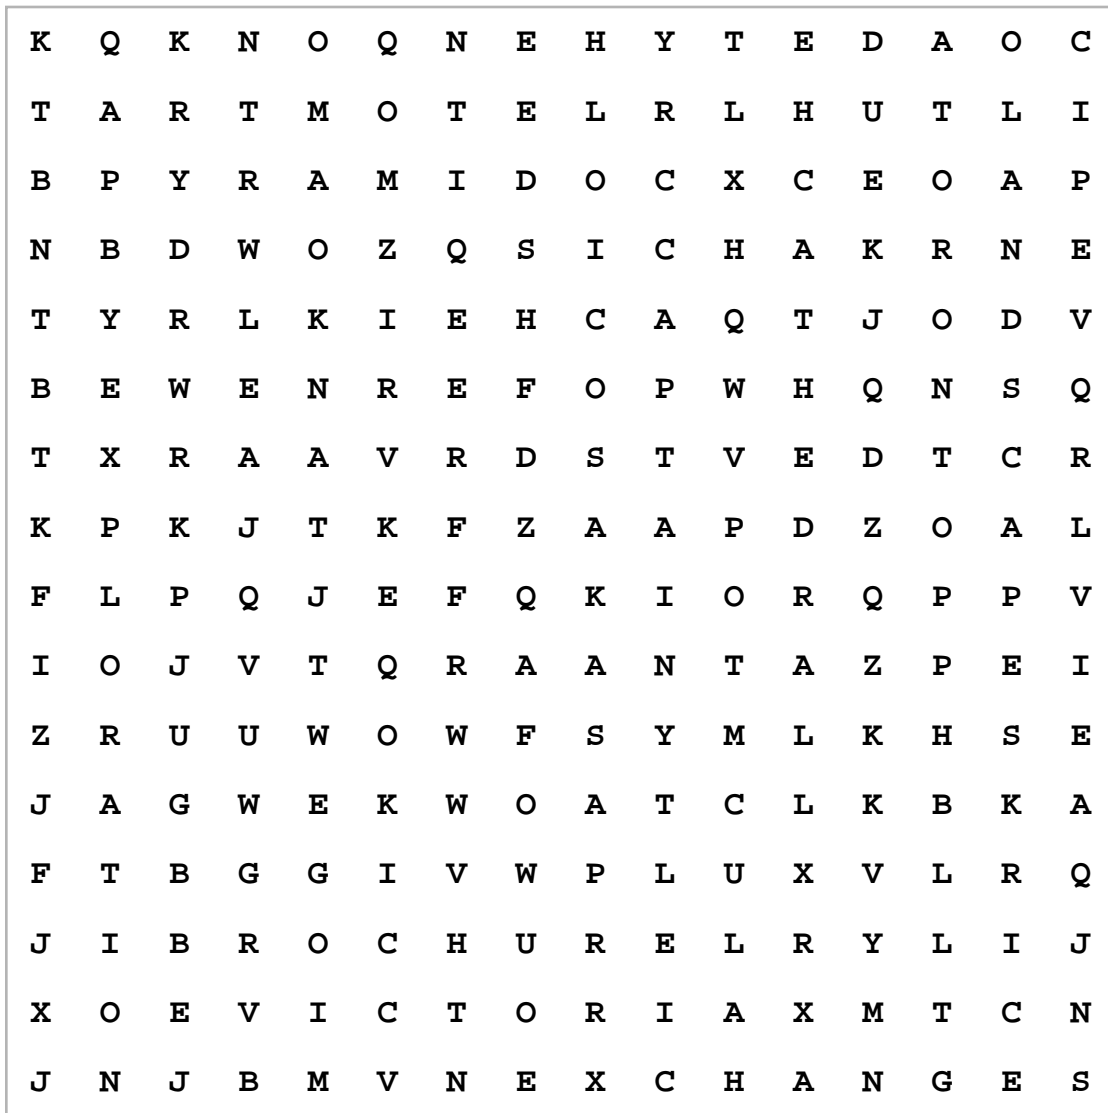 K Q K N O Q N E H Y T E D A O C
T A R T M O T E L R L H U T L I
B P Y R A M I D O C X C E O A P
N B D W O Z Q S I C H A K R N E
T Y R L K I E H C A Q T J O D V
B E W E N R E F O P W H Q N S Q
T X R A A V R D S T V E D T C R
K P K J T K F Z A A P D Z O A L
F L P Q J E F Q K I O R Q P P V
I O J V T Q R A A N T A Z P E I
Z R U U W O W F S Y M L K H S E
J A G W E K W O A T C L K B K A
F T B G G I V W P L U X V L R Q
J I B R O C H U R E L R Y L I J
X O E V I C T O R I A X M T C N
J N J B M V N E X C H A N G E S